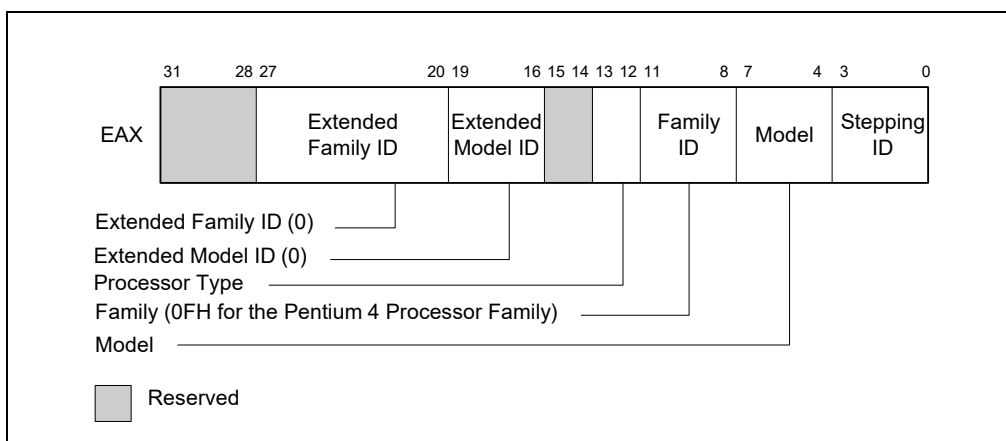 31 28 27 20 19 16 15 14 13 12 11 8 7 4 3 0
EAX
Extended Family ID
Extended Model ID
Family ID
Model
Stepping ID
Extended Family ID (0)
Extended Model ID (0)
Processor Type
Family (0FH for the Pentium 4 Processor Family)
Model
Reserved